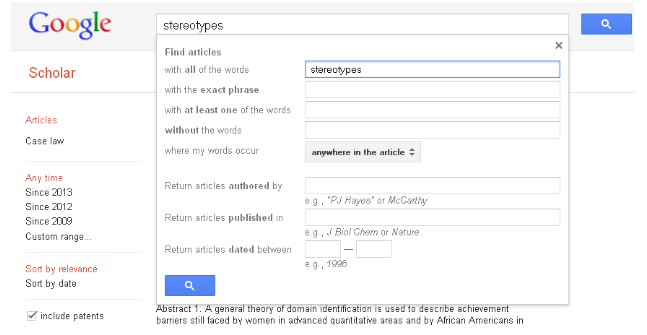 Google
stereotypes
Scholar
Articles
Case law
Any time
Since 2013
Since 2012
Since 2009
Custom range...
Sort by relevance
Sort by date
include patents
Find articles
with all of the words stereotypes
with the exact phrase
with at least one of the words
without the words
where my words occur anywhere in the article
Return articles authored by
e.g., "PJ Hayes" or McCarthy
Return articles published in
e.g., J Biol Chem or Nature
Return articles dated between —
e.g., 1996
Abstract 1. A general theory of domain identification is used to describe achievement
barriers still faced by women in advanced quantitative areas and by African Americans in